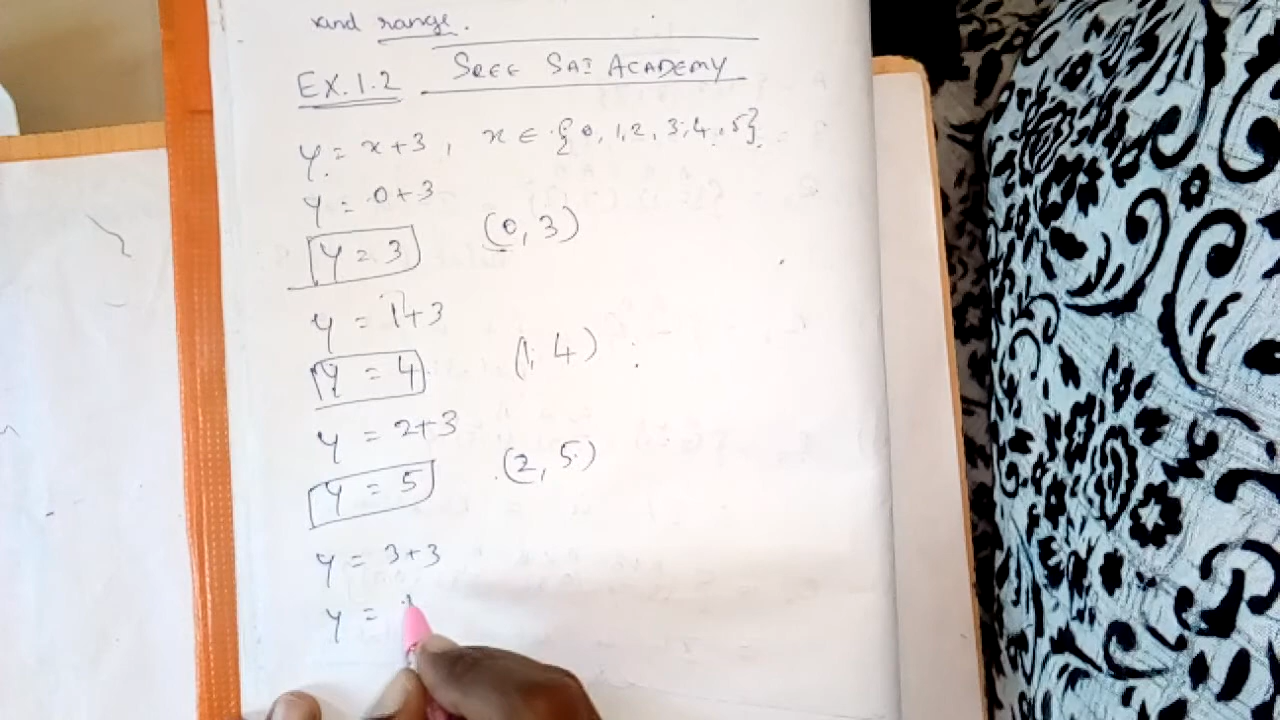 and range.
EX.1.2 SREE SAI ACADEMY
y = x+3, x ∈ {0, 1, 2, 3, 4, 5}.
y = 0+3
y = 3 (0, 3)
y = 1+3
y = 4 (1, 4)
y = 2+3
y = 5 (2, 5)
y = 3+3
y =